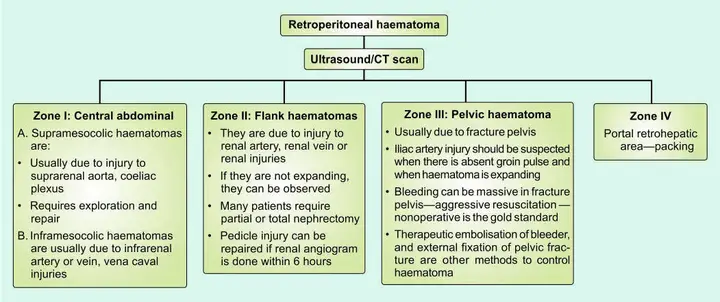 Retroperitoneal haematoma
Ultrasound/CT scan
Zone I: Central abdominal
A. Supramesocolic haematomas
are:
• Usually due to injury to
suprarenal aorta, coeliac
plexus
• Requires exploration and
repair
B. Inframesocolic haematomas
are usually due to infrarenal
artery or vein, vena caval
injuries
Zone II: Flank haematomas
• They are due to injury to
renal artery, renal vein or
renal injuries
• If they are not expanding,
they can be observed
• Many patients require
partial or total nephrectomy
• Pedicle injury can be
repaired if renal angiogram
is done within 6 hours
Zone III: Pelvic haematoma
• Usually due to fracture pelvis
• Iliac artery injury should be suspected
when there is absent groin pulse and
when haematoma is expanding
• Bleeding can be massive in fracture
pelvis—aggressive resuscitation—
nonoperative is the gold standard
• Therapeutic embolisation of bleeder,
and external fixation of pelvic frac-
ture are other methods to control
haematoma
Zone IV
Portal retrohepatic
area—packing